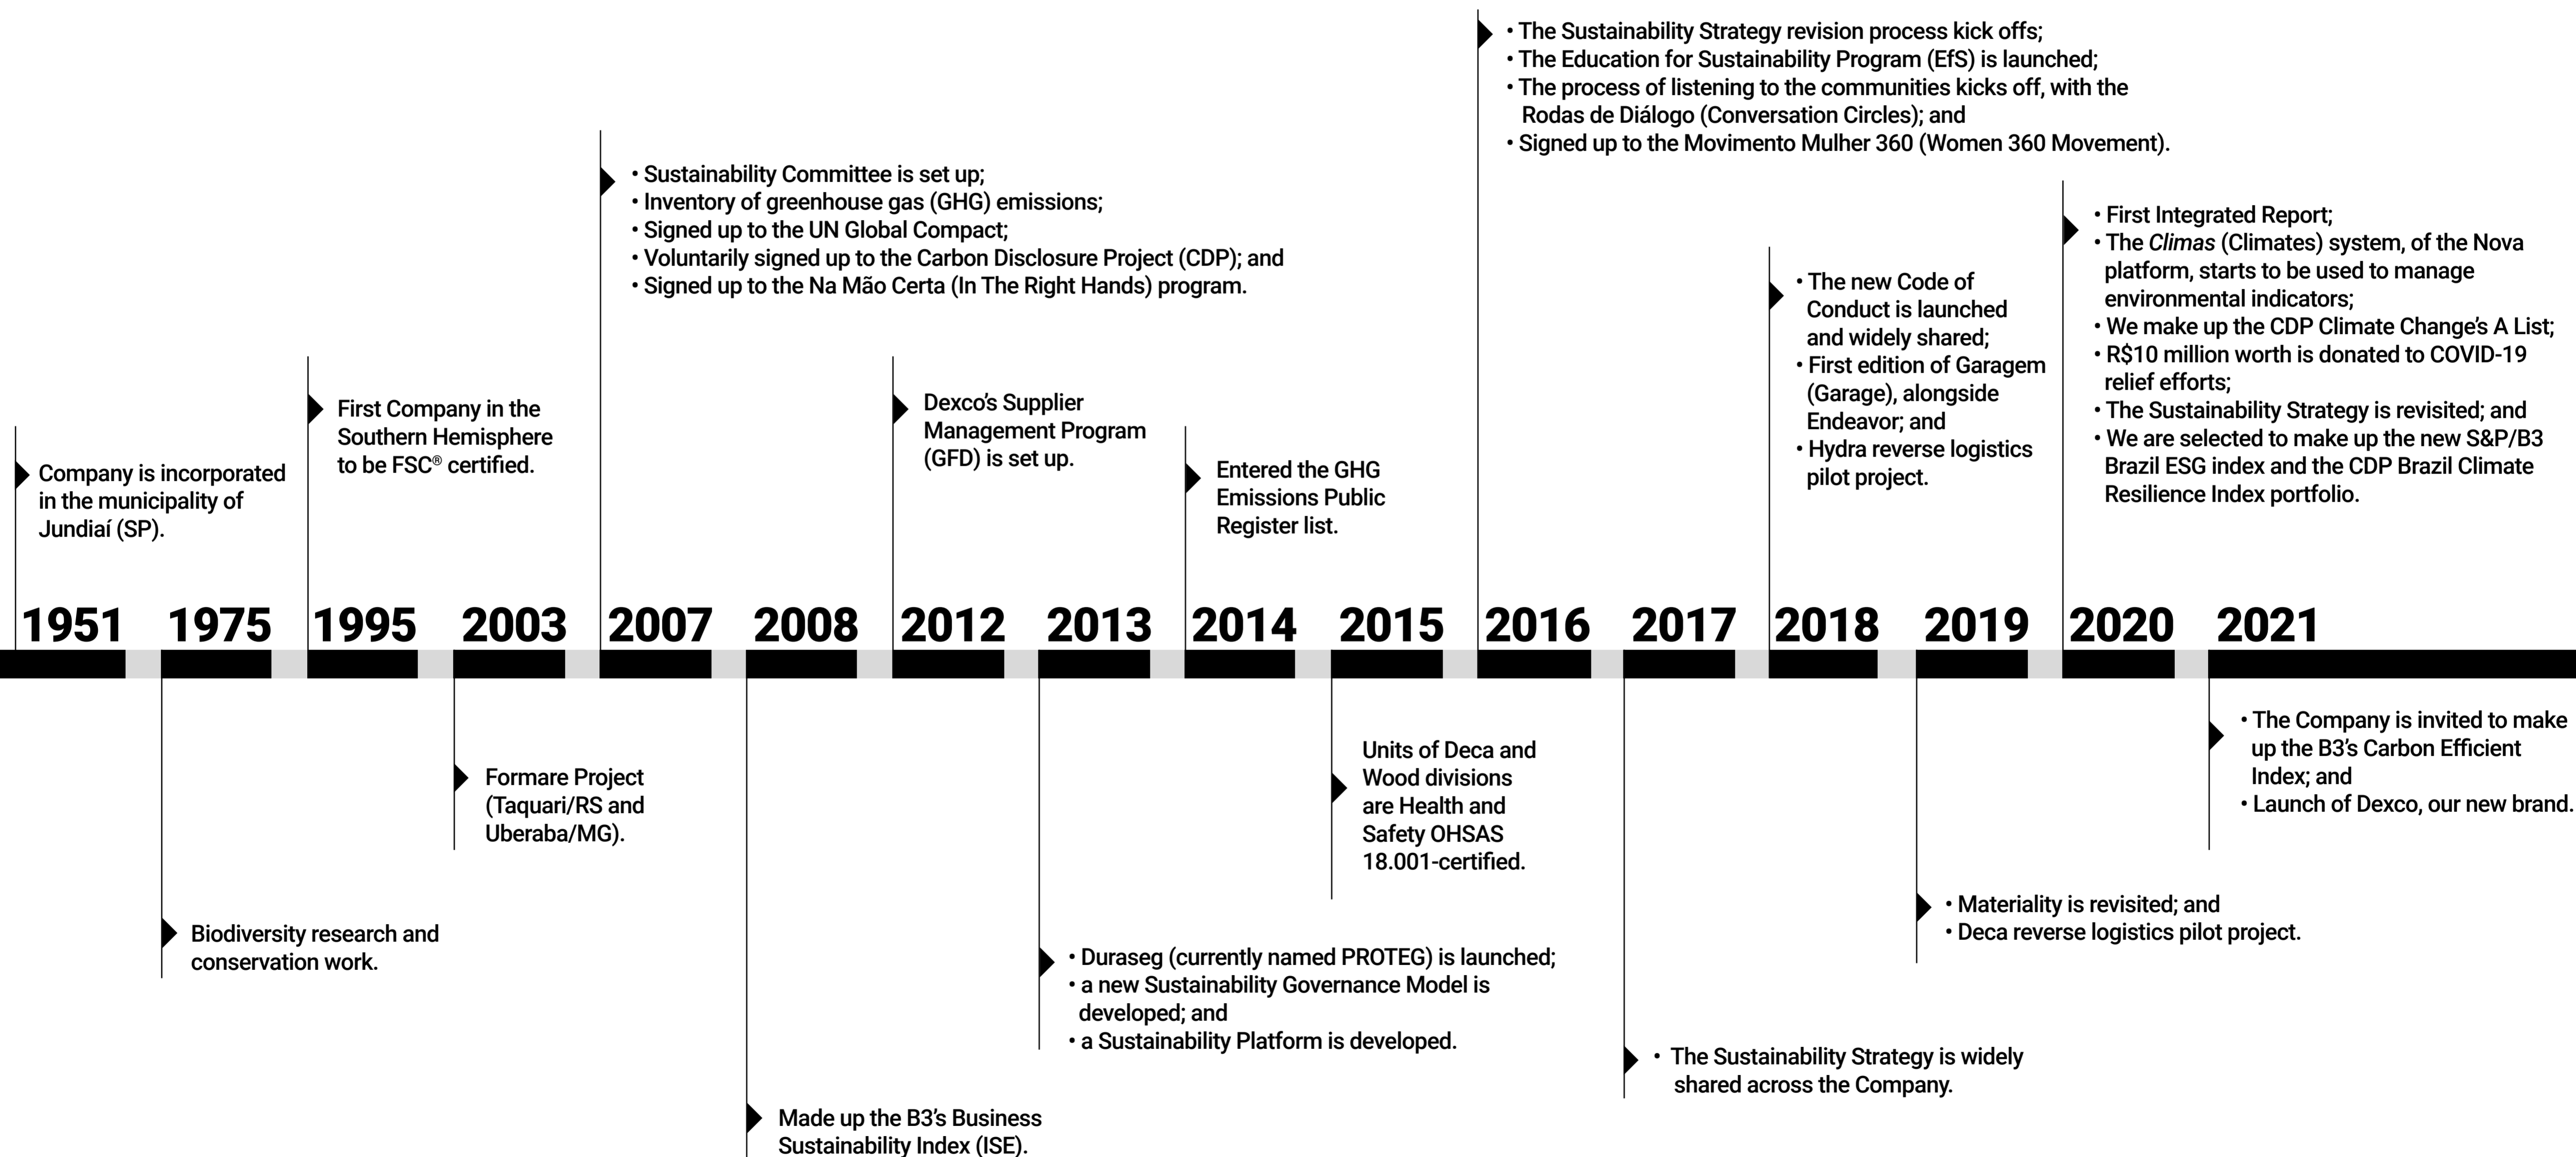 • The Sustainability Strategy revision process kick offs;
• The Education for Sustainability Program (EfS) is launched;
• The process of listening to the communities kicks off, with the
Rodas de Diálogo (Conversation Circles); and
• Signed up to the Movimento Mulher 360 (Women 360 Movement).
• Sustainability Committee is set up;
• Inventory of greenhouse gas (GHG) emissions;
• Signed up to the UN Global Compact;
• Voluntarily signed up to the Carbon Disclosure Project (CDP); and
• Signed up to the Na Mão Certa (In The Right Hands) program.
• First Integrated Report;
• The Climas (Climates) system, of the Nova
platform, starts to be used to manage
environmental indicators;
• We make up the CDP Climate Change’s A List;
• R$10 million worth is donated to COVID-19
relief efforts;
• The Sustainability Strategy is revisited; and
• We are selected to make up the new S&P/B3
Brazil ESG index and the CDP Brazil Climate
Resilience Index portfolio.
• The new Code of
Conduct is launched
and widely shared;
• First edition of Garagem
(Garage), alongside
Endeavor; and
• Hydra reverse logistics
pilot project.
Company is incorporated
in the municipality of
Jundiaí (SP).
First Company in the
Southern Hemisphere
to be FSC® certified.
Dexco’s Supplier
Management Program
(GFD) is set up.
Entered the GHG
Emissions Public
Register list.
1951 1975 1995 2003 2007 2008 2012 2013 2014 2015 2016 2017 2018 2019 2020 2021
Biodiversity research and
conservation work.
Formare Project
(Taquari/RS and
Uberaba/MG).
Made up the B3’s Business
Sustainability Index (ISE).
• Duraseg (currently named PROTEG) is launched;
• a new Sustainability Governance Model is
developed; and
• a Sustainability Platform is developed.
Units of Deca and
Wood divisions
are Health and
Safety OHSAS
18.001-certified.
• The Sustainability Strategy is widely
shared across the Company.
• Materiality is revisited; and
• Deca reverse logistics pilot project.
• The Company is invited to make
up the B3’s Carbon Efficient
Index; and
• Launch of Dexco, our new brand.